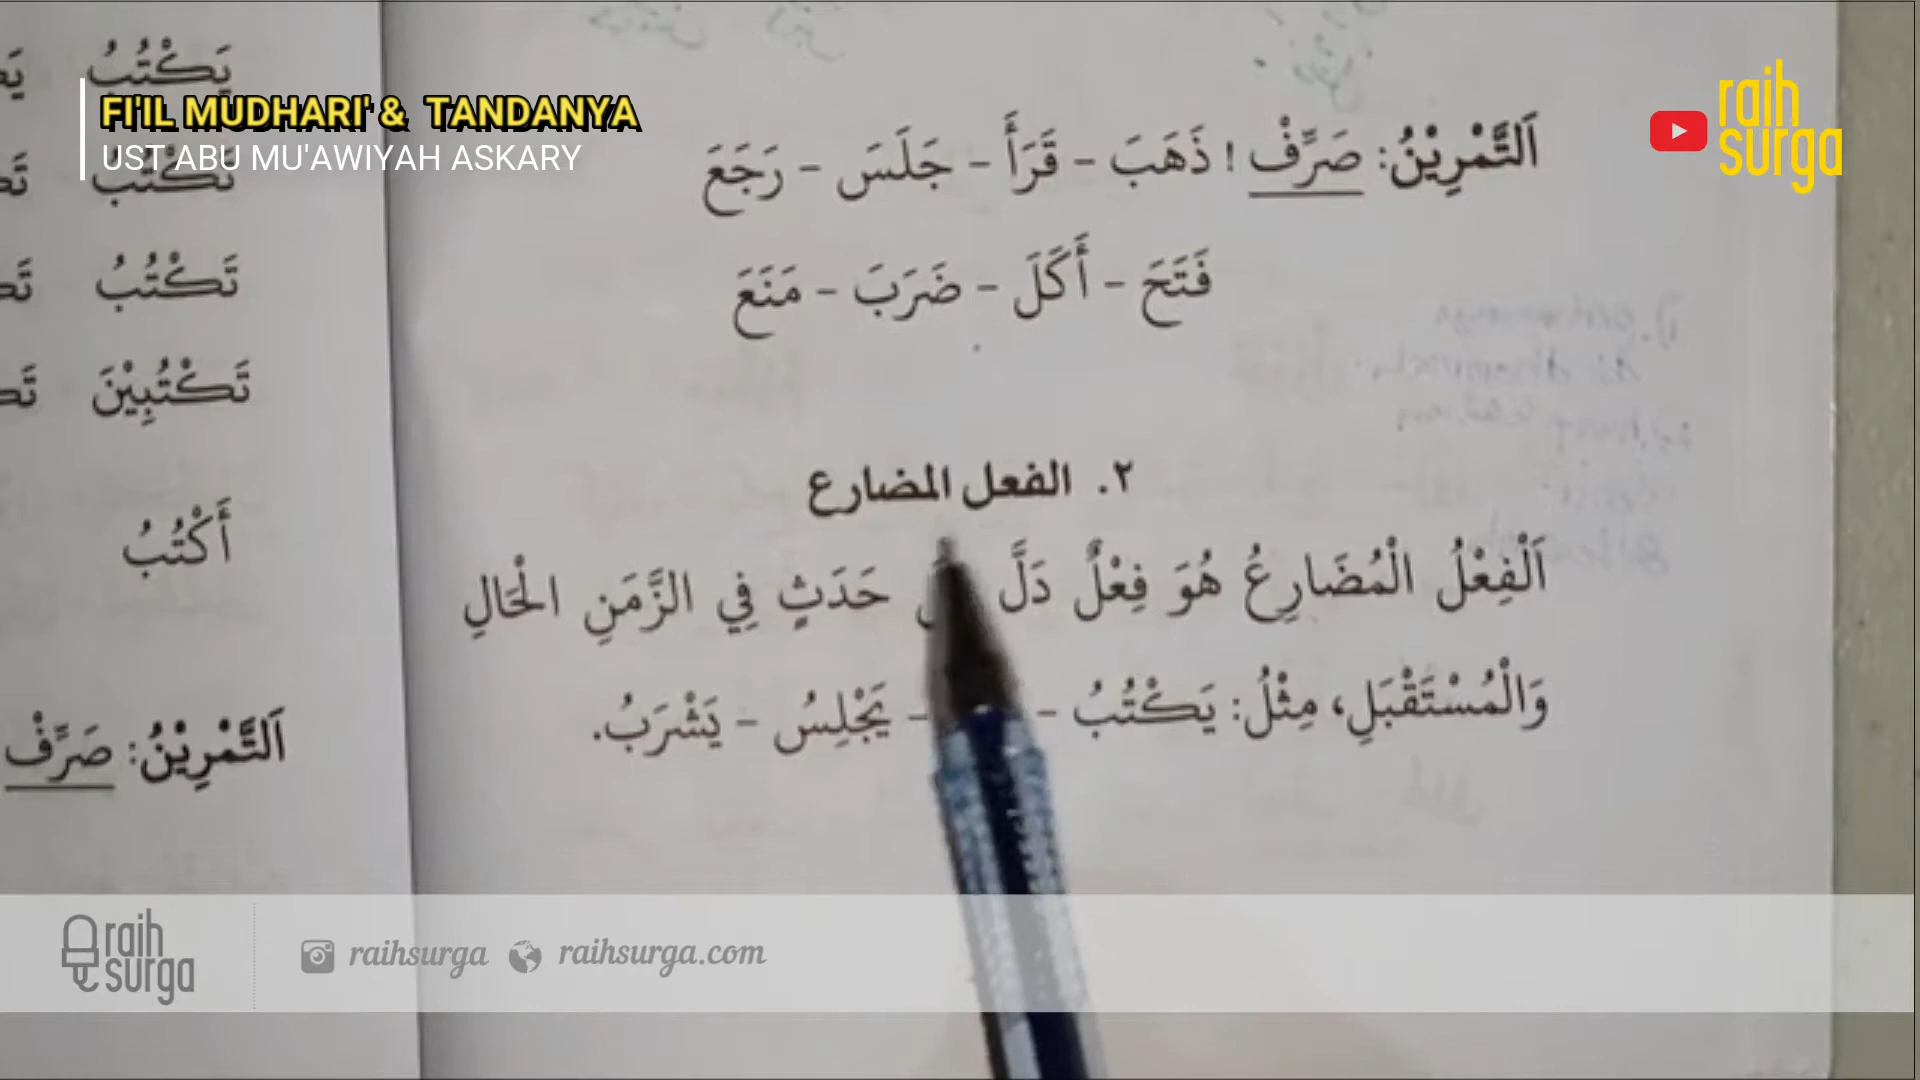 FI'IL MUDHARI' & TANDANYA
UST ABU MU'AWIYAH ASKARY
raih surga
اَلتَّمْرِيْنُ: صَرِّفْ ! ذَهَبَ - قَرَأَ - جَلَسَ - رَجَعَ
فَتَحَ - أَكَلَ - ضَرَبَ - مَنَعَ
٢. الفعل المضارع
اَلْفِعْلُ الْمُضَارِعُ هُوَ فِعْلٌ دَلَّ حَدَثٍ فِي الزَّمَنِ الْحَالِ
وَالْمُسْتَقْبَلِ، مِثْلُ: يَكْتُبُ - - يَجْلِسُ - يَشْرَبُ.
يَكْتُبُ
تَكْتُبُ
تَكْتُبُ
تَكْتُبِيْنَ
أَكْتُبُ
اَلتَّمْرِيْنُ: صَرِّفْ
raih surga
raihsurga
raihsurga.com